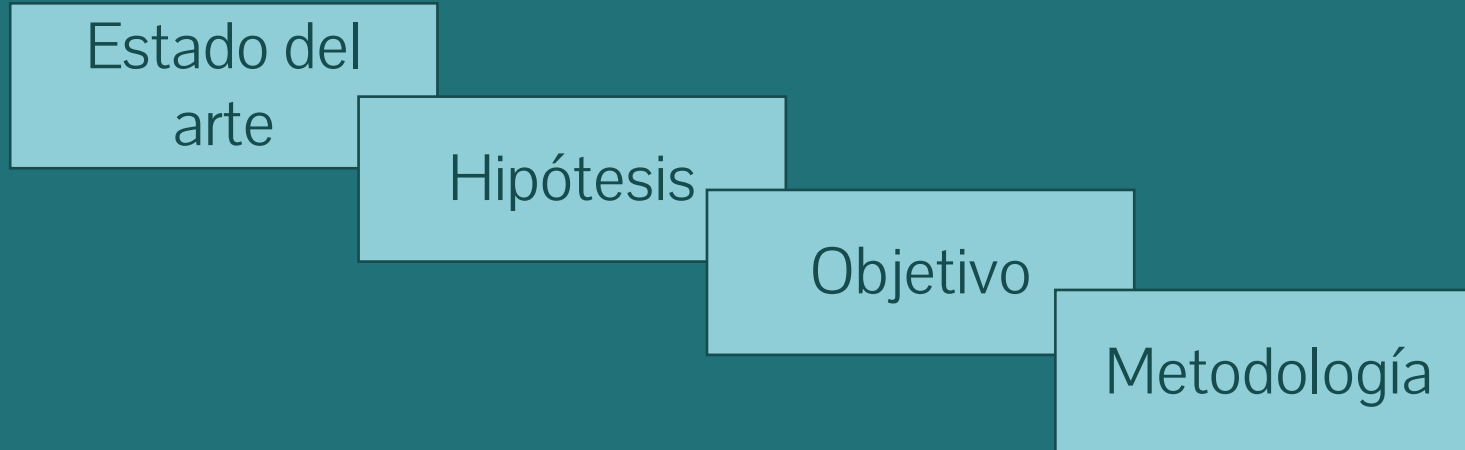 Estado del
arte
Hipótesis
Objetivo
Metodología